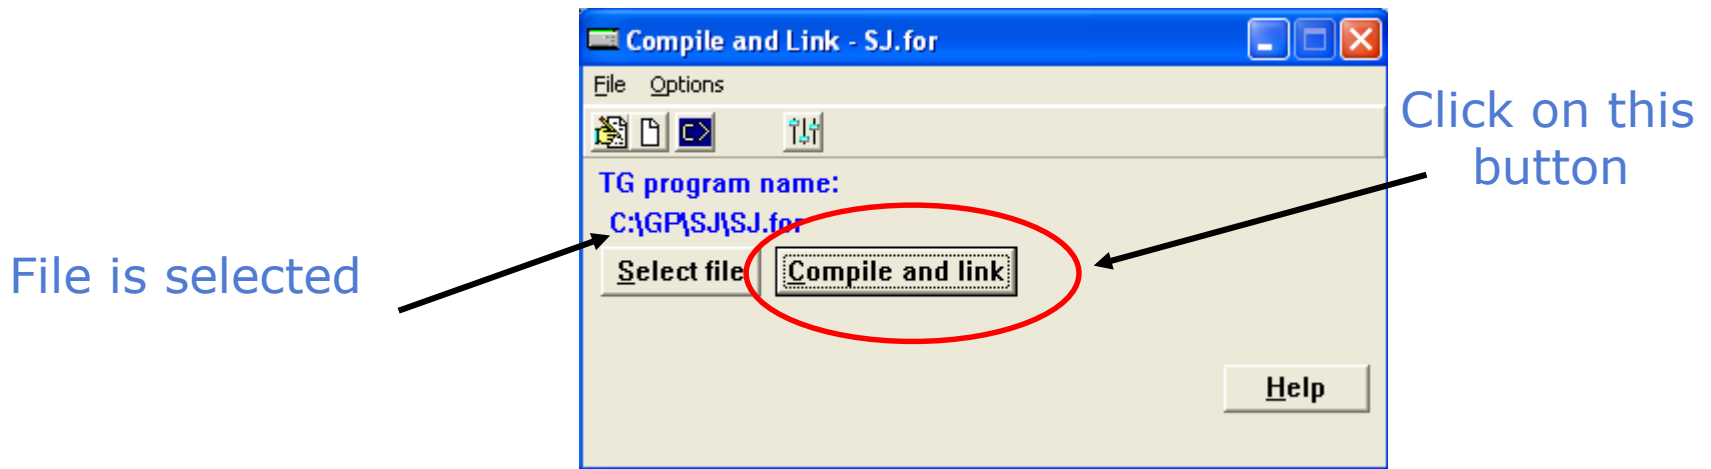 Compile and Link - SJ.for
File Options
C>
Click on this
button
TG program name:
C:\GP\SJ\SJ.for
File is selected
Select file Compile and link
Help